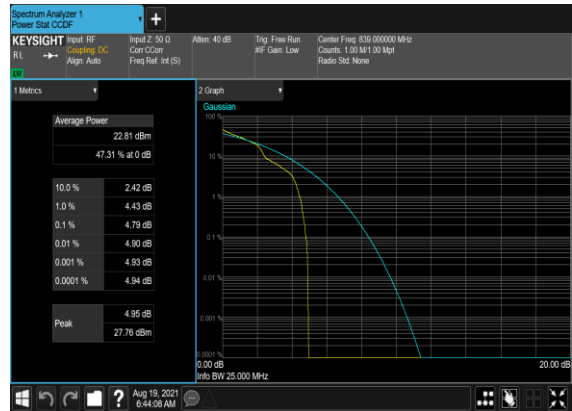 Spectrum Analyzer 1
Power Stat CCDF
KEYSIGHT Input: RF Input Z: 50 Ω Atten: 40 dB Trig: Free Run Center Freq: 839.000000 MHz
R L Coupling: DC Corr CCorr #IF Gain: Low Counts: 1.00 M/1.00 Mpt
Align: Auto Freq Ref: Int (S) Radio Std: None
1 Metrics
2 Graph
Average Power
22.81 dBm
47.31 % at 0 dB
10.0 % 2.42 dB
1.0 % 4.43 dB
0.1 % 4.79 dB
0.01 % 4.90 dB
0.001 % 4.93 dB
0.0001 % 4.94 dB
Peak 4.95 dB
27.76 dBm
Gaussian
100 %
10 %
1 %
0.1 %
0.01 %
0.001 %
0.0001 %
0.00 dB 20.00 dB
Info BW 25.000 MHz
Aug 19, 2021
6:44:08 AM